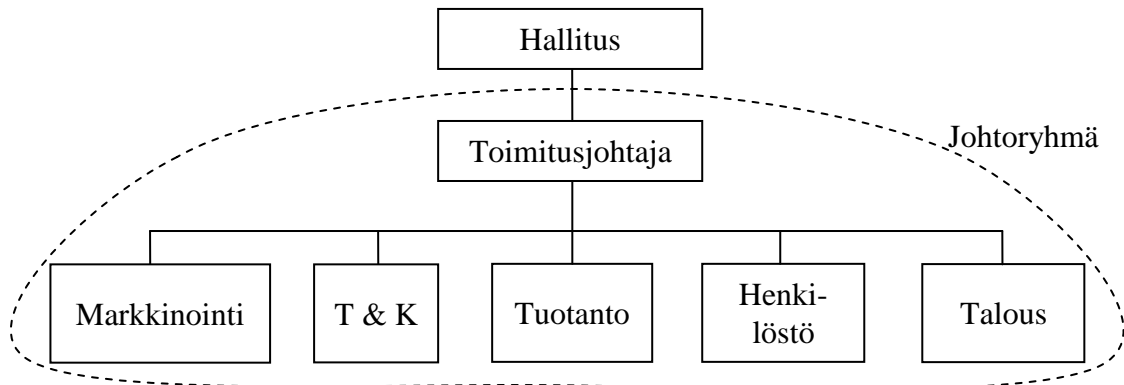 Hallitus
Toimitusjohtaja
Johtoryhmä
Markkinointi
T & K
Tuotanto
Henki-
löstö
Talous